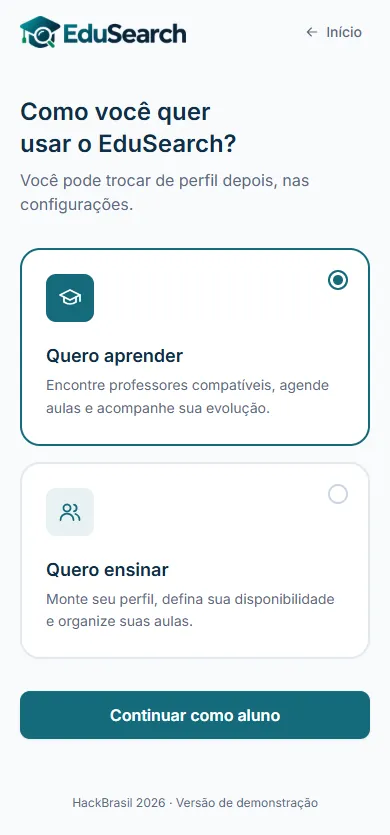 EduSearch
← Início
Como você quer
usar o EduSearch?
Você pode trocar de perfil depois, nas
configurações.
Quero aprender
Encontre professores compatíveis, agende
aulas e acompanhe sua evolução.
Quero ensinar
Monte seu perfil, defina sua disponibilidade
e organize suas aulas.
Continuar como aluno
HackBrasil 2026 · Versão de demonstração